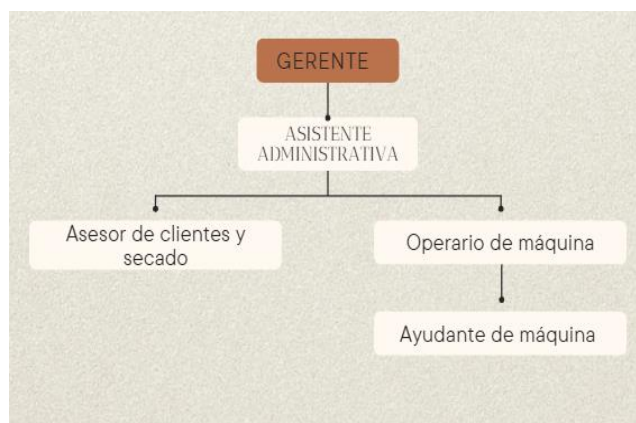 GERENTE
ASISTENTE
ADMINISTRATIVA
Asesor de clientes y
secado
Operario de máquina
Ayudante de máquina